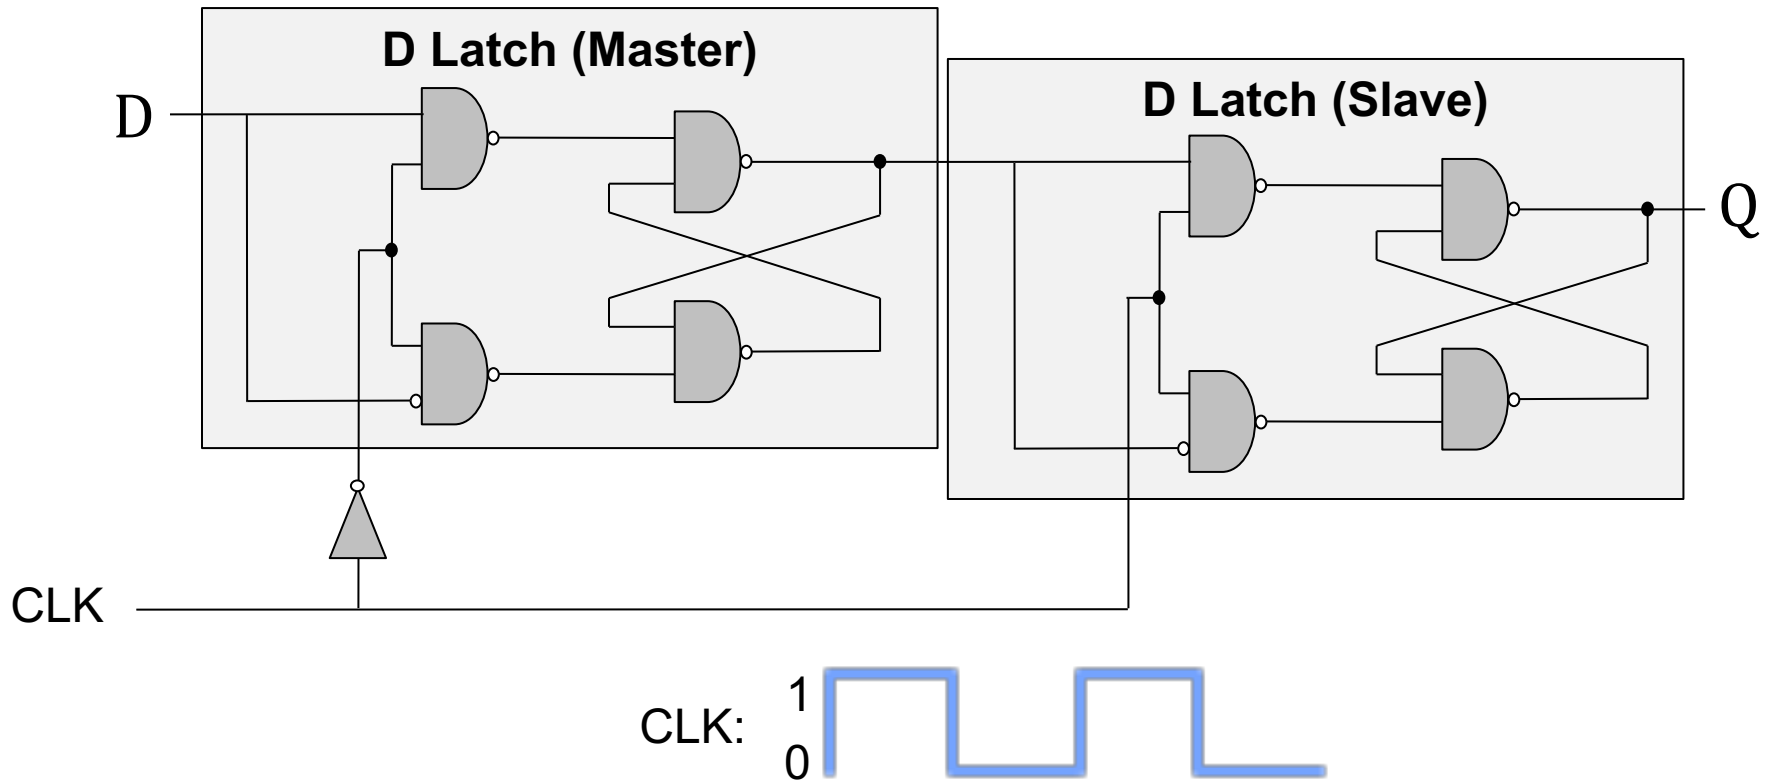 D Latch (Master)
D Latch (Slave)
D
Q
CLK
CLK:
1
0